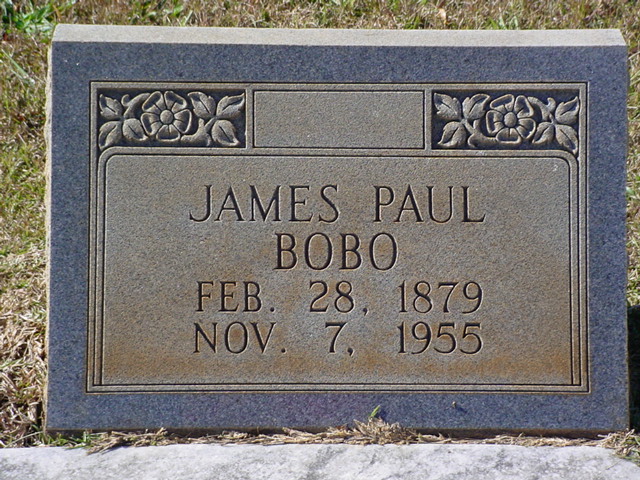 JAMES PAUL
BOBO
FEB. 28, 1879
NOV. 7, 1955